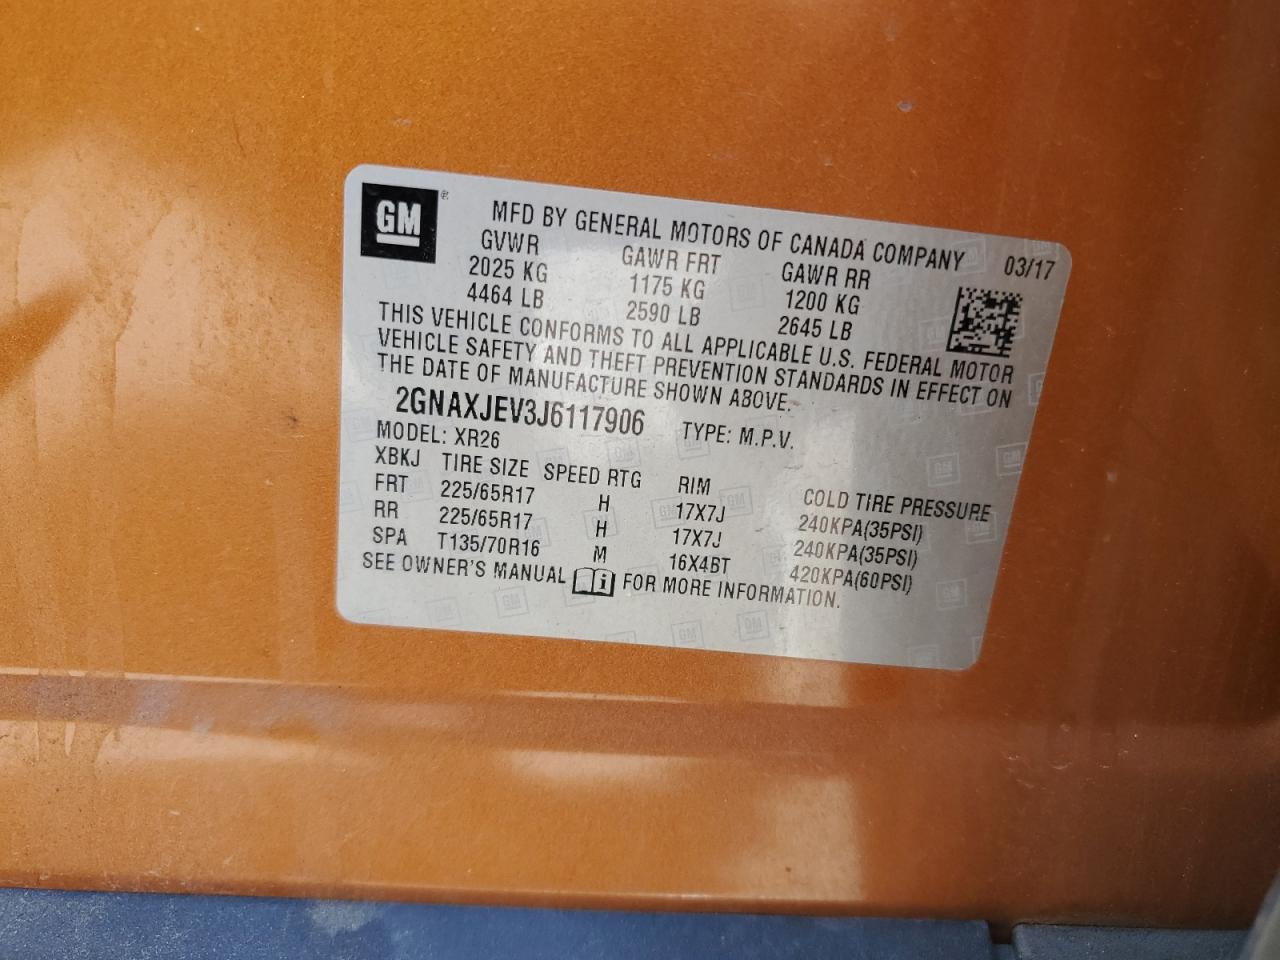 GM ®
MFD BY GENERAL MOTORS OF CANADA COMPANY 03/17
GVWR GAWR FRT GAWR RR
2025 KG 1175 KG 1200 KG
4464 LB 2590 LB 2645 LB
THIS VEHICLE CONFORMS TO ALL APPLICABLE U.S. FEDERAL MOTOR
VEHICLE SAFETY AND THEFT PREVENTION STANDARDS IN EFFECT ON
THE DATE OF MANUFACTURE SHOWN ABOVE.
2GNAXJEV3J6117906 TYPE: M.P.V.
MODEL: XR26
XBKJ TIRE SIZE SPEED RTG RIM COLD TIRE PRESSURE
FRT 225/65R17 H 17X7J 240KPA(35PSI)
RR 225/65R17 H 17X7J 240KPA(35PSI)
SPA T135/70R16 M 16X4BT 420KPA(60PSI)
SEE OWNER'S MANUAL i FOR MORE INFORMATION.